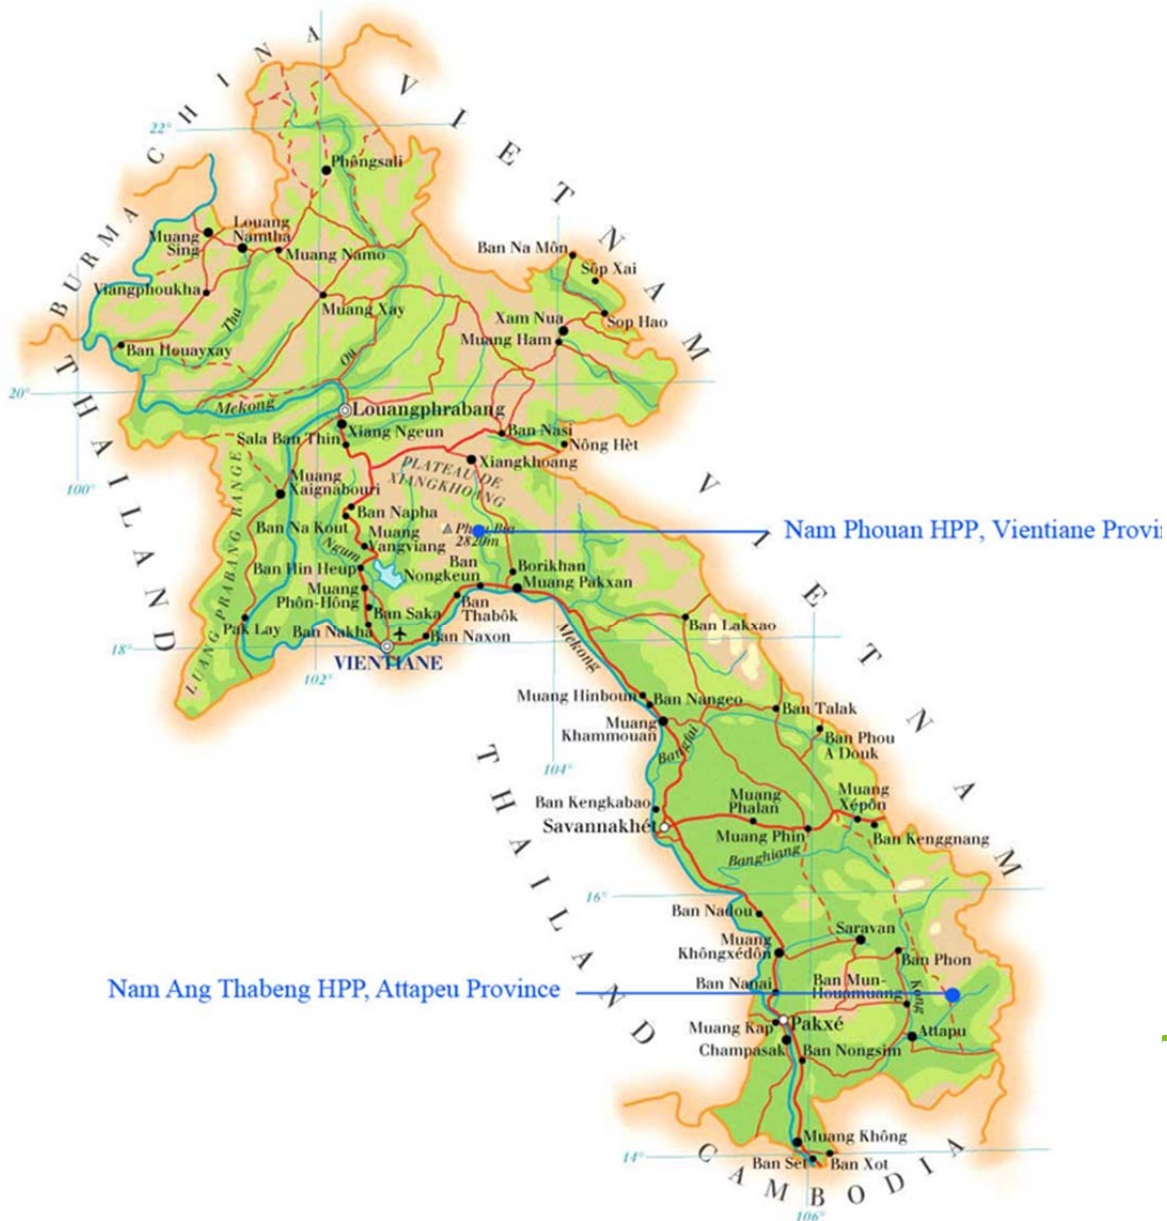 CHINA
VIETNAM
22°
Phôngsali
BURMA
Louang
Namtha
Muang
Sing
Muang Namo
Ban Na Môn
Sôp Xai
Viangphoukha
Muang Xay
Tha
Xam Nua
Sop Hao
Muang Ham
Ban Houayxay
Ou
20°
THAILAND
Mekong
Louangphrabang
Xiang Ngeun
Sala Ban Thin
Ban Nasi
Nông Hèt
PLATEAU DE
XIANGKHOANG
Xiangkhoang
100°
Muang
Xaignabouri
Ban Napha
Ban Na Kout
Muang
Vangviang
2820m
Nam Phouan HPP, Vientiane Provi
VIETNAM
LUANG PRABANG RANGE
Ngum
Ban Hin Heup
Ban
Nongkeun
Borikhan
Muang Pakxan
Muang
Phôn-Hông
Ban Saka
Ban
Thabôk
Pak Lay
Ban Nakha
Ban Naxon
Ban Lakxao
18°
VIENTIANE
102°
Mekong
Muang Hinboun
Ban Nangeo
Ban Talak
Muang
Khammouan
Ban Phou
A Douk
Bangfai
THAILAND
104°
Ban Kengkabao
Muang
Phalan
Muang
Xépôn
Savannakhét
Muang Phin
Ban Kenggnang
Banghiang
16°
Ban Nadou
Saravan
Muang
Khôngxédôn
Ban Phon
Ban Nanai
Ban Mun-
Houamuang
Kong
Nam Ang Thabeng HPP, Attapeu Province
Muang Kap
Pakxé
Attapu
Champasak
Ban Nongsim
Muang Không
14°
Ban Set
Ban Xot
CAMBODIA
106°